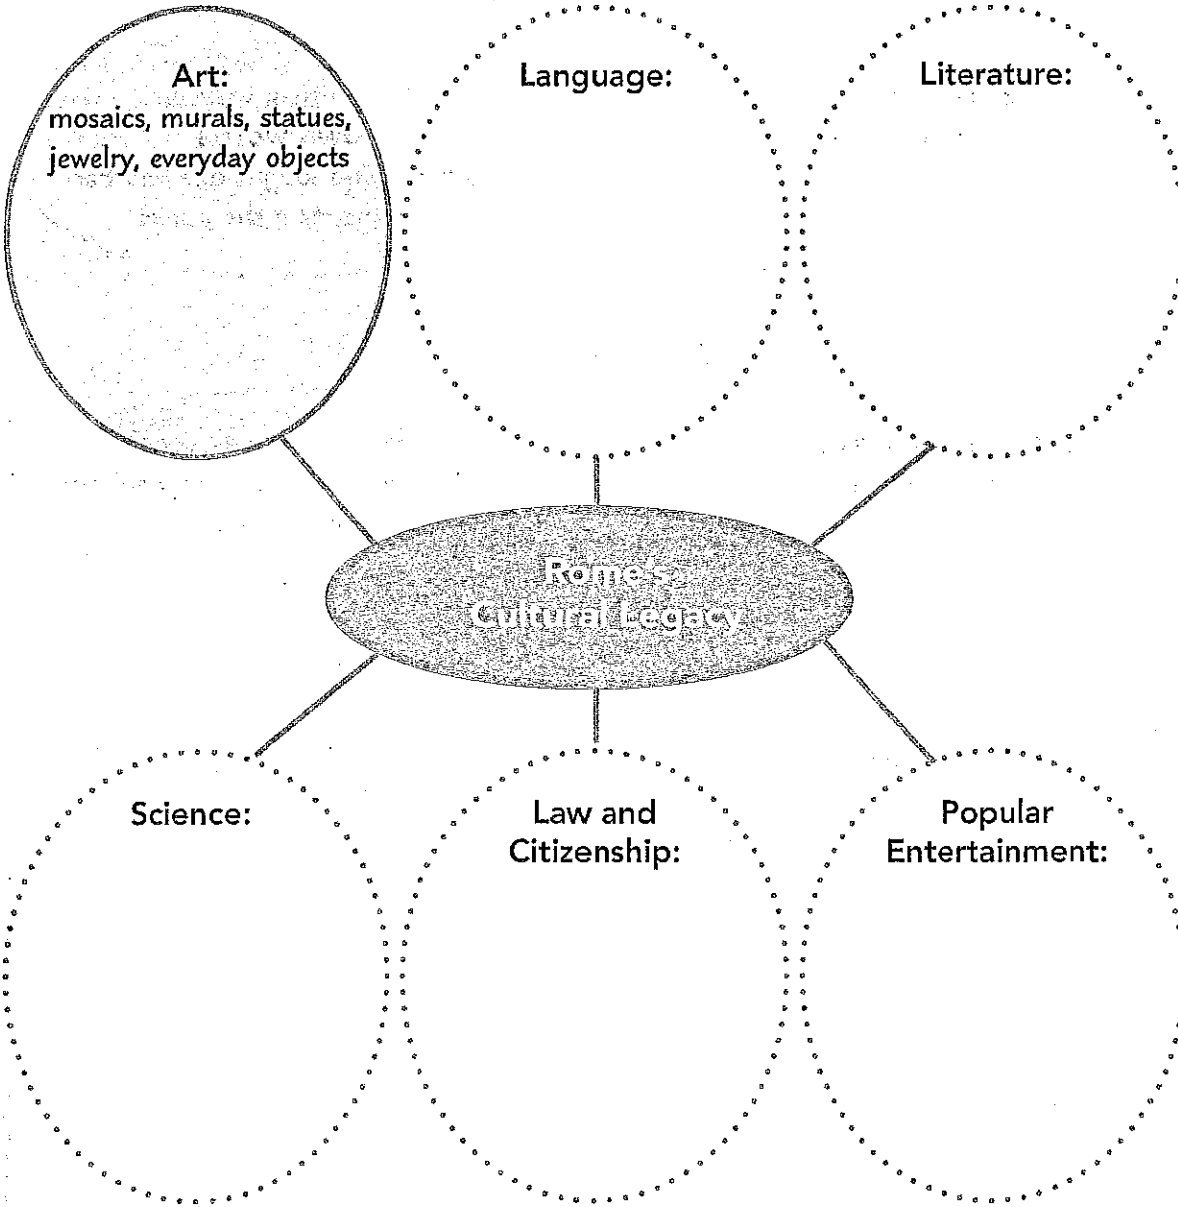 Art:
mosaics, murals, statues,
jewelry, everyday objects
Language:
Literature:
Rome's
Cultural Legacy
Science:
Law and
Citizenship:
Popular
Entertainment: